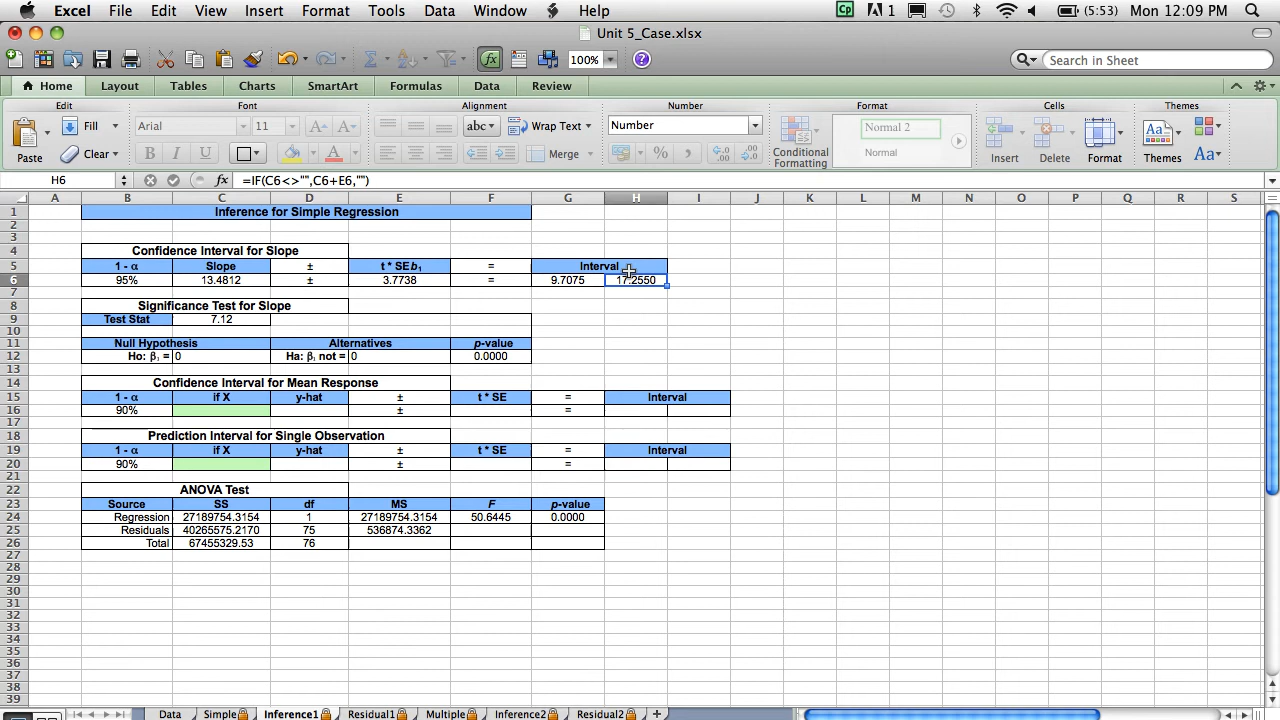 Excel File Edit View Insert Format Tools Data Window Help 1 (5:53) Mon 12:09 PM
Unit 5_Case.xlsx
fx 100% Search in Sheet
Home Layout Tables Charts SmartArt Formulas Data Review
Edit Font Alignment Number Format Cells Themes
Fill Arial 11 abc Wrap Text Number Normal 2
Paste Clear B I U A Merge % Conditional Formatting Normal Insert Delete Format Themes Aa
H6 fx =IF(C6<>"",C6+E6,"")
A B C D E F G H I J K L M N O P Q R S
1 Inference for Simple Regression
2
3
4 Confidence Interval for Slope
5 1 - α Slope ± t * SEb₁ = Interval
6 95% 13.4812 ± 3.7738 = 9.7075 17.2550
7
8 Significance Test for Slope
9 Test Stat 7.12
10
11 Null Hypothesis Alternatives p-value
12 Ho: β₁ = 0 Ha: β₁ not = 0 0.0000
13
14 Confidence Interval for Mean Response
15 1 - α if X y-hat ± t * SE = Interval
16 90% ± =
17
18 Prediction Interval for Single Observation
19 1 - α if X y-hat ± t * SE = Interval
20 90% ± =
21
22 ANOVA Test
23 Source SS df MS F p-value
24 Regression 27189754.3154 1 27189754.3154 50.6445 0.0000
25 Residuals 40265575.2170 75 536874.3362
26 Total 67455329.53 76
27
28
29
30
31
32
33
34
35
36
37
38
39
Data Simple Inference1 Residual1 Multiple Inference2 Residual2 +